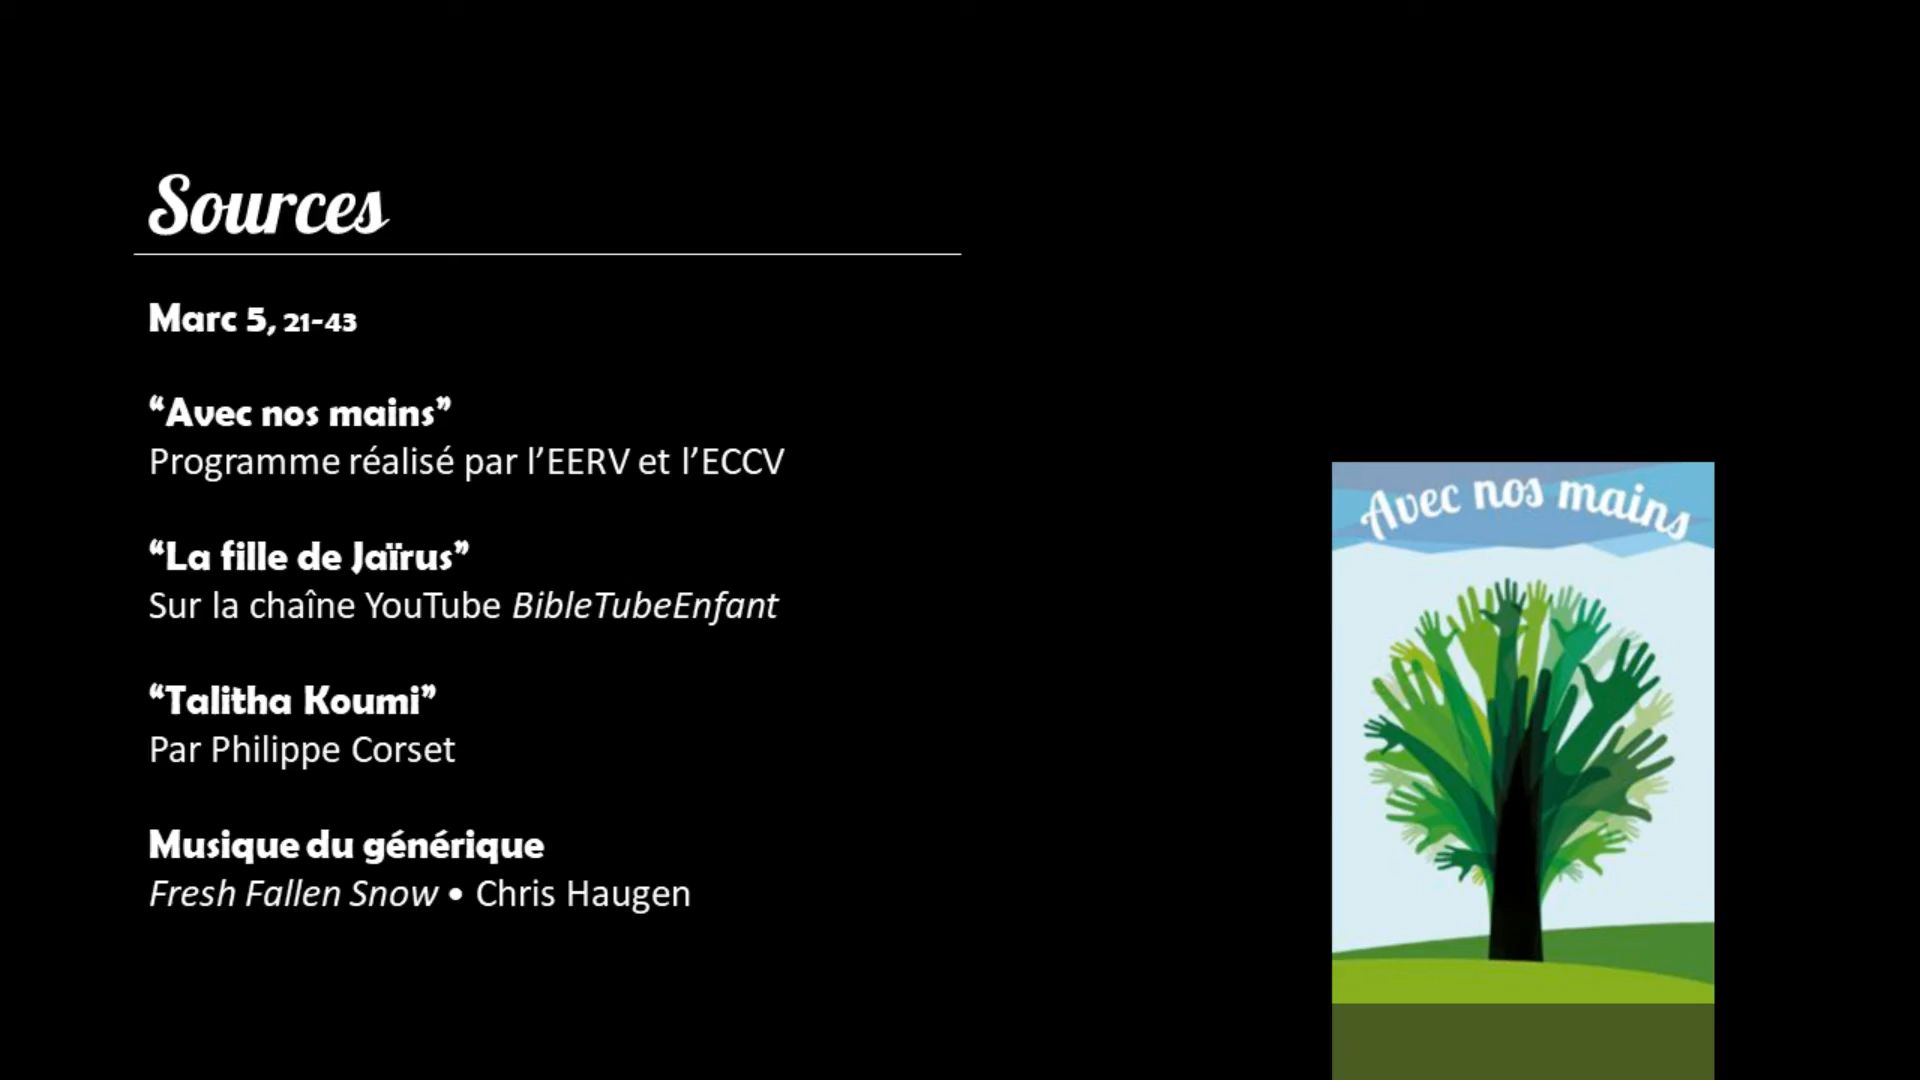 Sources
Marc 5, 21-43
“Avec nos mains”
Programme réalisé par l’EERV et l’ECCV
“La fille de Jaïrus”
Sur la chaîne YouTube BibleTubeEnfant
“Talitha Koumi”
Par Philippe Corset
Musique du générique
Fresh Fallen Snow • Chris Haugen
Avec nos mains